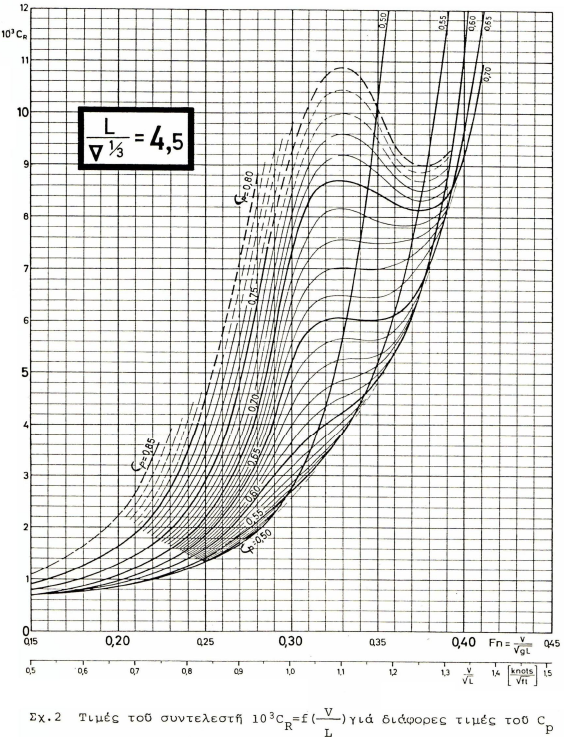 12
10³C_R
0,50
0,55
0,60
0,65
0,70
11
L / ∇^1/3 = 4,5
10
9
C_P=0,80
8
7
0,75
6
5
0,70
4
C_P=0,85
0,65
3
0,60
2
0,55
C_P=0,50
1
0
0,15 0,20 0,25 0,30 0,35 0,40 Fn = v/√gL 0,45
0,5 0,6 0,7 0,8 0,9 1,0 1,1 1,2 1,3 v/√L 1,4 [knots/√ft] 1,5
Σχ.2 Τιμές τοῦ συντελεστῆ 10³C_R=f(V/L) γιά διάφορες τιμές τοῦ C_p